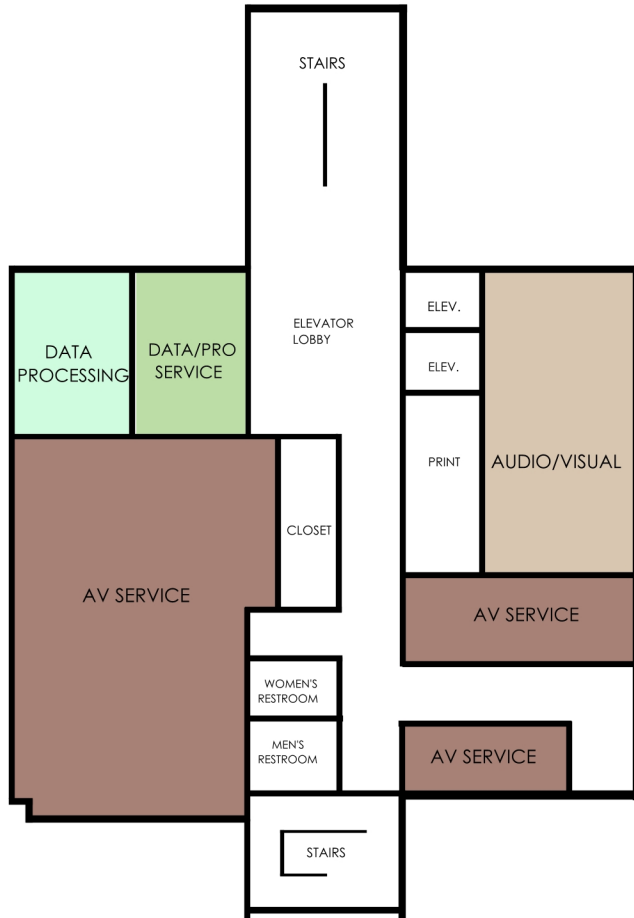 STAIRS
ELEV.
ELEVATOR
LOBBY
DATA
PROCESSING
DATA/PRO
SERVICE
ELEV.
PRINT
AUDIO/VISUAL
CLOSET
AV SERVICE
AV SERVICE
WOMEN'S
RESTROOM
MEN'S
RESTROOM
AV SERVICE
STAIRS